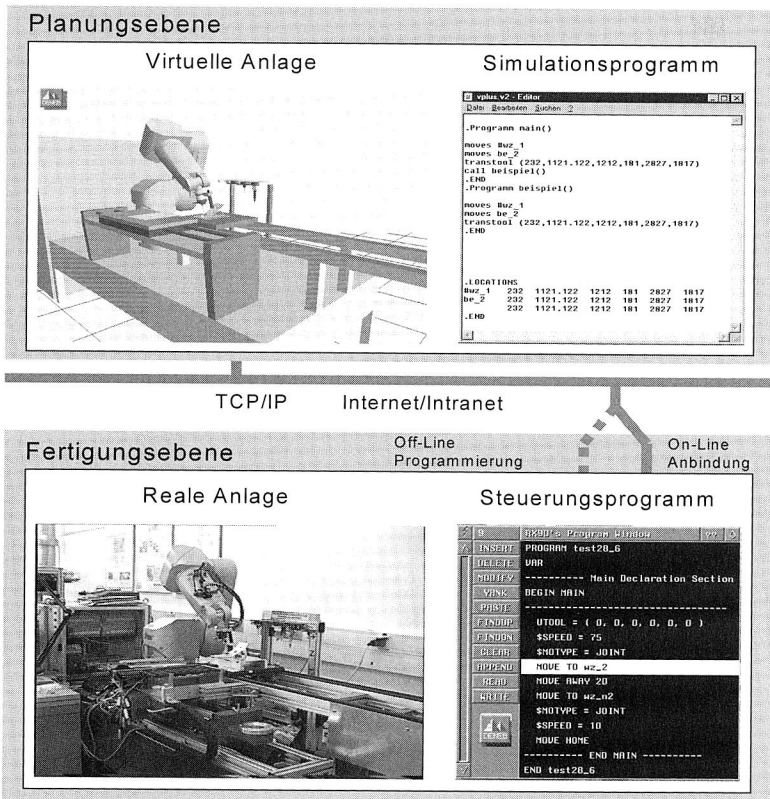 Planungsebene
Virtuelle Anlage
Simulationsprogramm
vplus.v2 - Editor
Datei Bearbeiten Suchen ?
.Programm main()
moves #wz_1
moves be_2
transtool (232,1121.122,1212,181,2827,1817)
call beispiel()
.END
.Programm beispiel()
moves #wz_1
moves be_2
transtool (232,1121.122,1212,181,2827,1817)
.END
.LOCATIONS
#wz_1 232 1121.122 1212 181 2827 1817
be_2 232 1121.122 1212 181 2827 1817
232 1121.122 1212 181 2827 1817
.END
TCP/IP Internet/Intranet
Off-Line
Programmierung
On-Line
Anbindung
Fertigungsebene
Reale Anlage
Steuerungsprogramm
9 RX90's Program Window
INSERT
DELETE
MODIFY
YANK
PASTE
FINDUP
FINDDN
CLEAR
APPEND
READ
WRITE
DENEB
PROGRAM test28_6
VAR
---------- Main Declaration Section
BEGIN MAIN
UTOOL = ( 0, 0, 0, 0, 0, 0 )
$SPEED = 75
$MOTYPE = JOINT
MOVE TO wz_2
MOVE AWAY 20
MOVE TO wz_n2
$MOTYPE = JOINT
$SPEED = 10
MOVE HOME
---------- END MAIN ----------
END test28_6